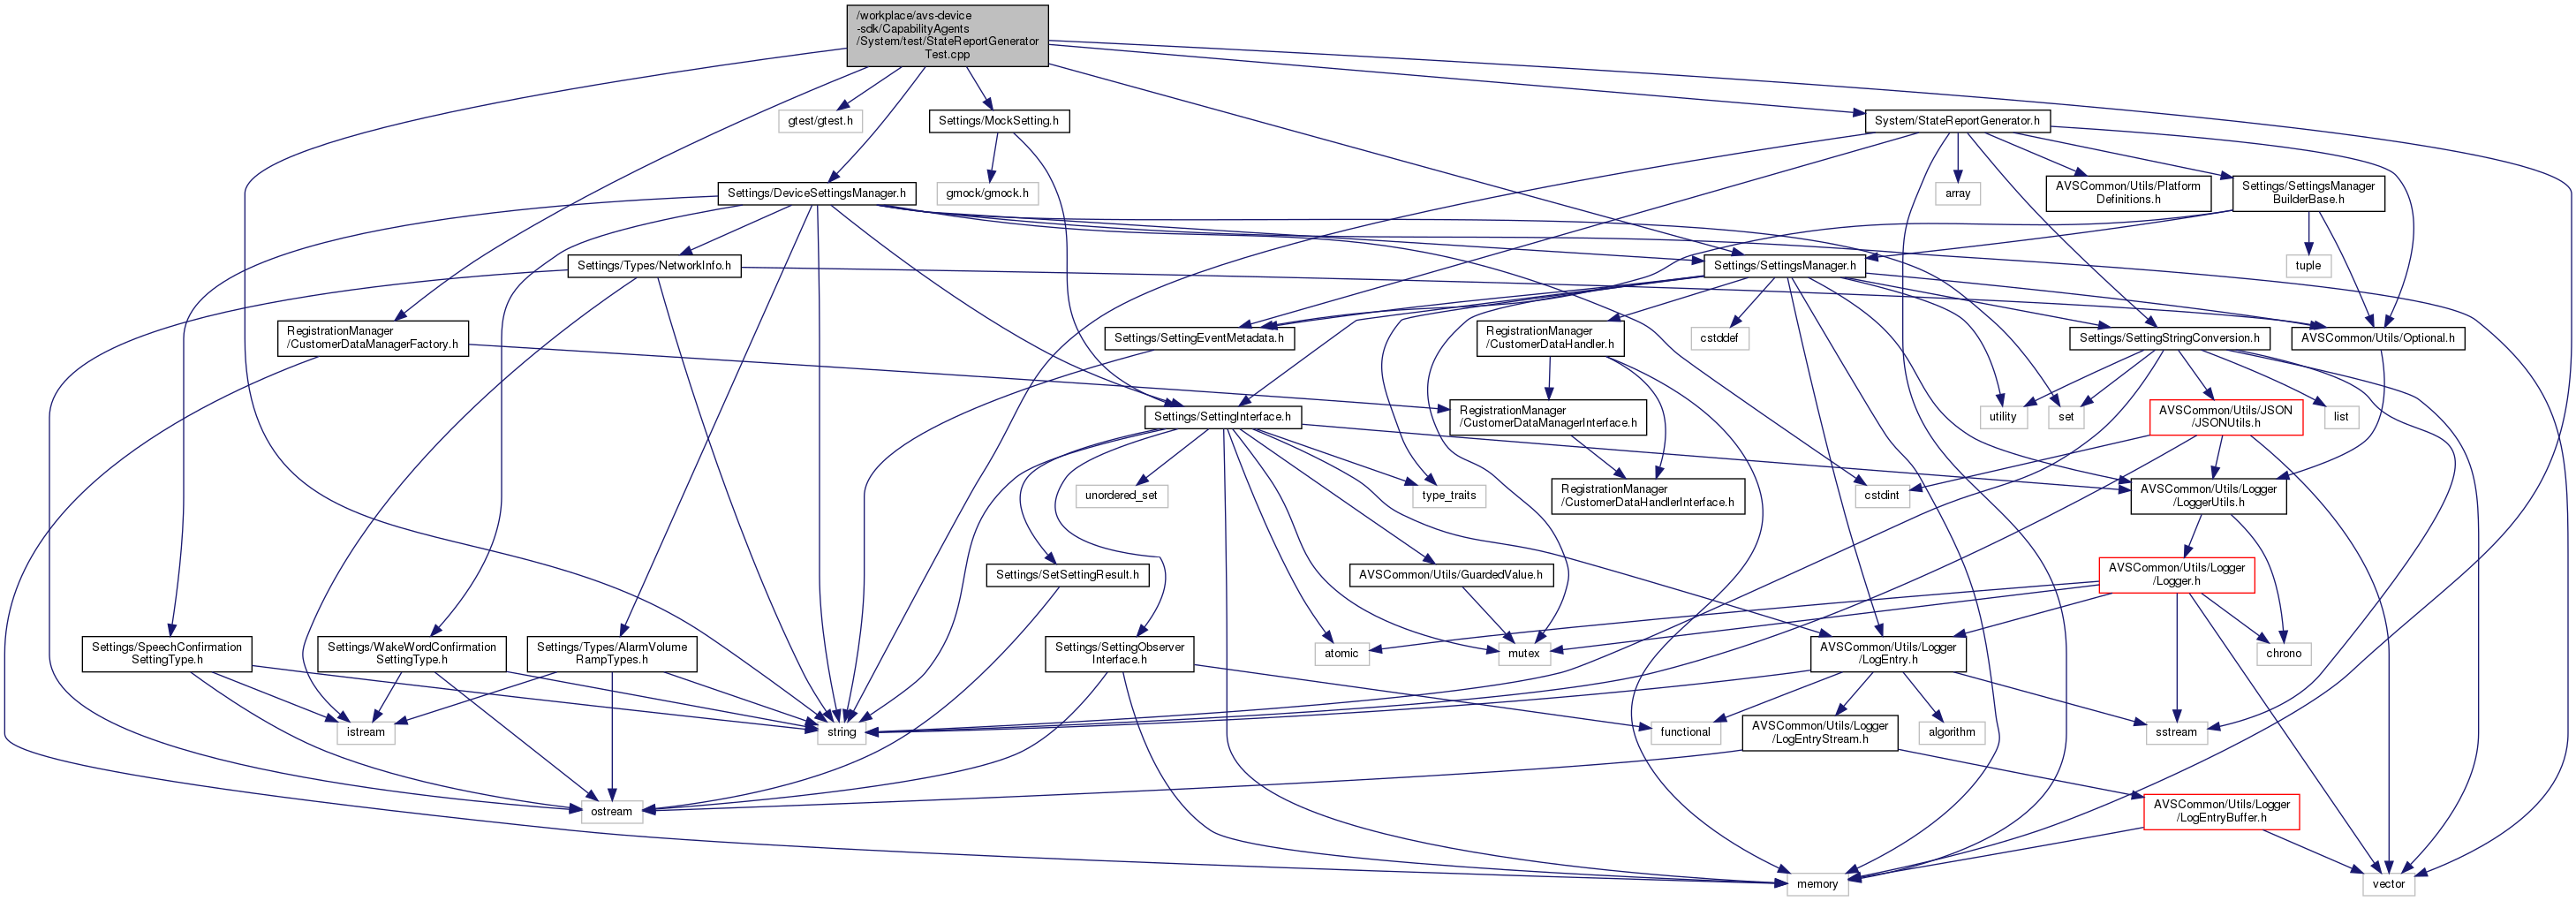 /workplace/avs-device
-sdk/CapabilityAgents
/System/test/StateReportGenerator
Test.cpp
gtest/gtest.h
Settings/MockSetting.h
System/StateReportGenerator.h
Settings/DeviceSettingsManager.h
gmock/gmock.h
array
AVSCommon/Utils/Platform
Definitions.h
Settings/SettingsManager
BuilderBase.h
Settings/Types/NetworkInfo.h
Settings/SettingsManager.h
tuple
RegistrationManager
/CustomerDataManagerFactory.h
Settings/SettingEventMetadata.h
RegistrationManager
/CustomerDataHandler.h
cstddef
Settings/SettingStringConversion.h
AVSCommon/Utils/Optional.h
Settings/SettingInterface.h
RegistrationManager
/CustomerDataManagerInterface.h
utility
set
AVSCommon/Utils/JSON
/JSONUtils.h
list
unordered_set
type_traits
RegistrationManager
/CustomerDataHandlerInterface.h
cstdint
AVSCommon/Utils/Logger
/LoggerUtils.h
Settings/SetSettingResult.h
AVSCommon/Utils/GuardedValue.h
AVSCommon/Utils/Logger
/Logger.h
Settings/SpeechConfirmation
SettingType.h
Settings/WakeWordConfirmation
SettingType.h
Settings/Types/AlarmVolume
RampTypes.h
Settings/SettingObserver
Interface.h
atomic
mutex
AVSCommon/Utils/Logger
/LogEntry.h
chrono
istream
string
functional
AVSCommon/Utils/Logger
/LogEntryStream.h
algorithm
sstream
ostream
AVSCommon/Utils/Logger
/LogEntryBuffer.h
memory
vector